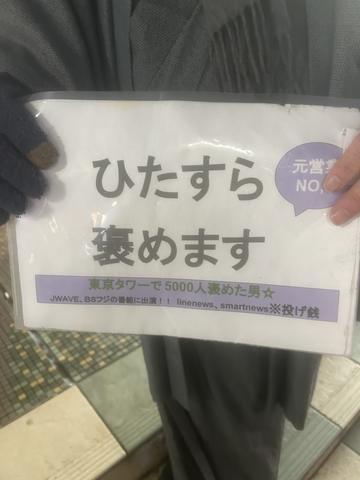 ひたすら
褒めます
元営業
NO,
東京タワーで5000人褒めた男☆
JWAVE、BSフジの番組に出演!! linenews、smartnews※投げ銭